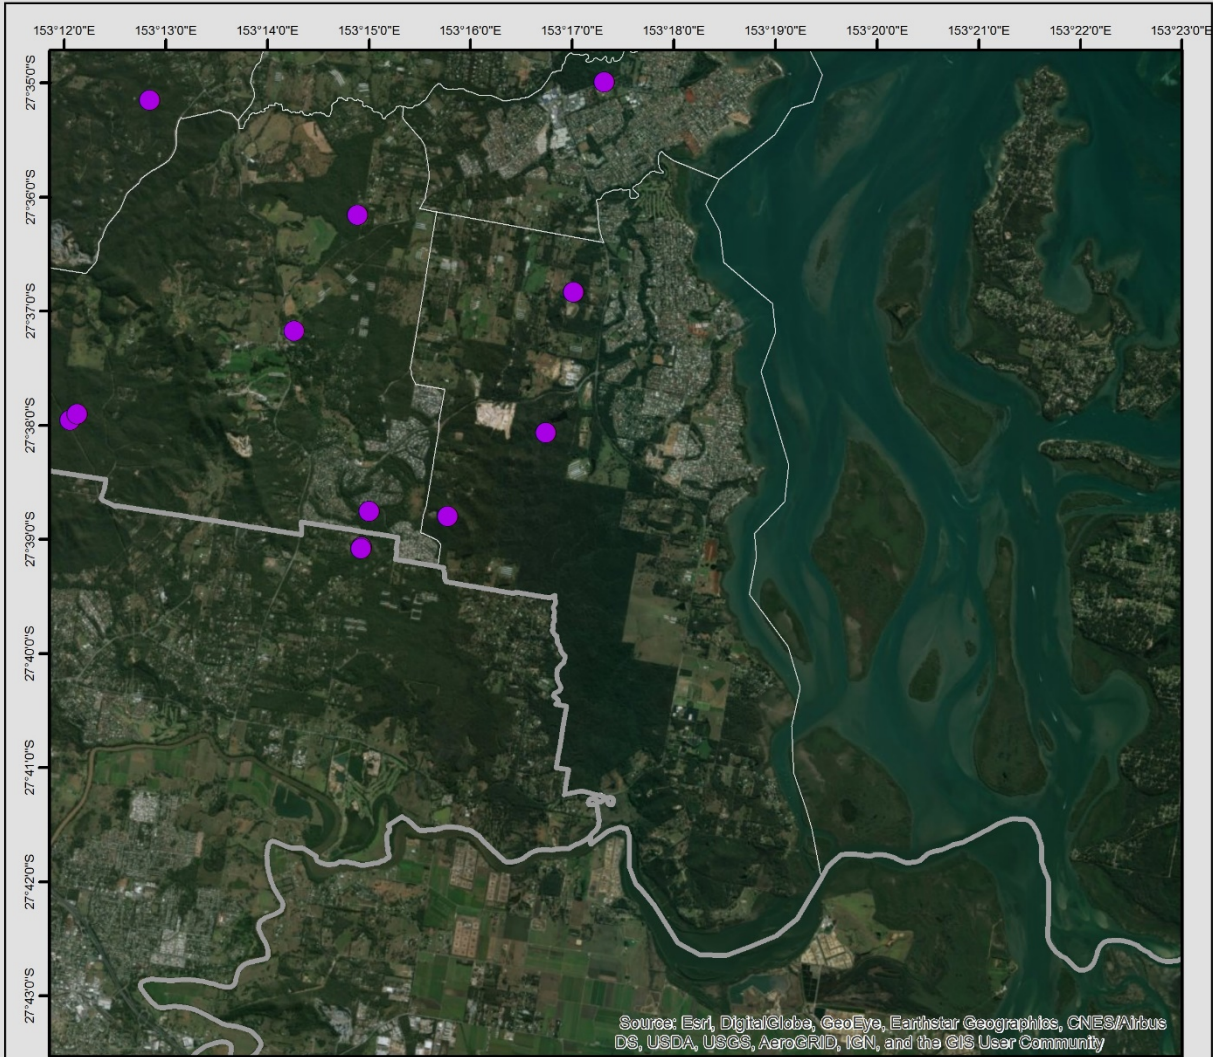 153°12'0"E 153°13'0"E 153°14'0"E 153°15'0"E 153°16'0"E 153°17'0"E 153°18'0"E 153°19'0"E 153°20'0"E 153°21'0"E 153°22'0"E 153°23'0"E
27°35'0"S
27°36'0"S
27°37'0"S
27°38'0"S
27°39'0"S
27°40'0"S
27°41'0"S
27°42'0"S
27°43'0"S
Source: Esri, DigitalGlobe, GeoEye, Earthstar Geographics, CNES/Airbus
DS, USDA, USGS, AeroGRID, IGN, and the GIS User Community